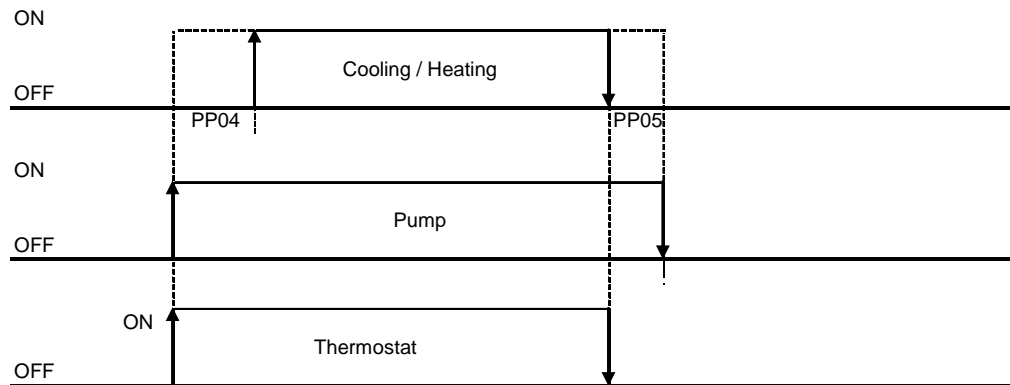 ON
Cooling / Heating
OFF
PP04 PP05
ON
Pump
OFF
ON
Thermostat
OFF